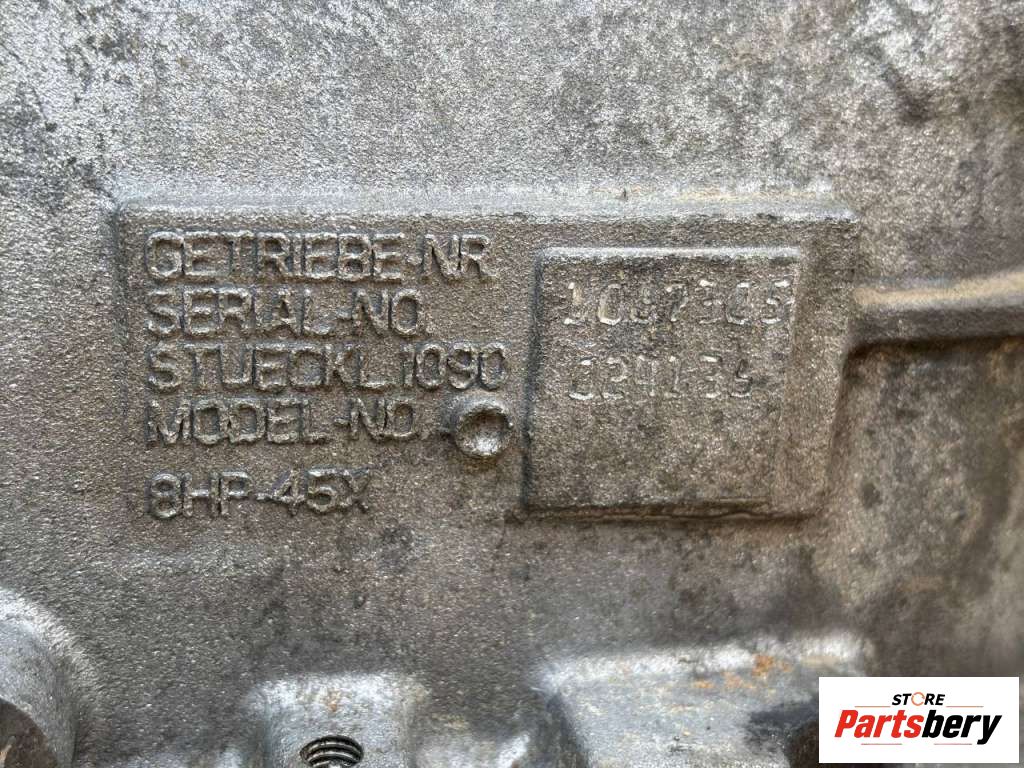 GETRIEBE-NR
SERIAL-NO.
STUECKL.1090
MODEL-NO.
8HP-45X
STORE
Partsbery